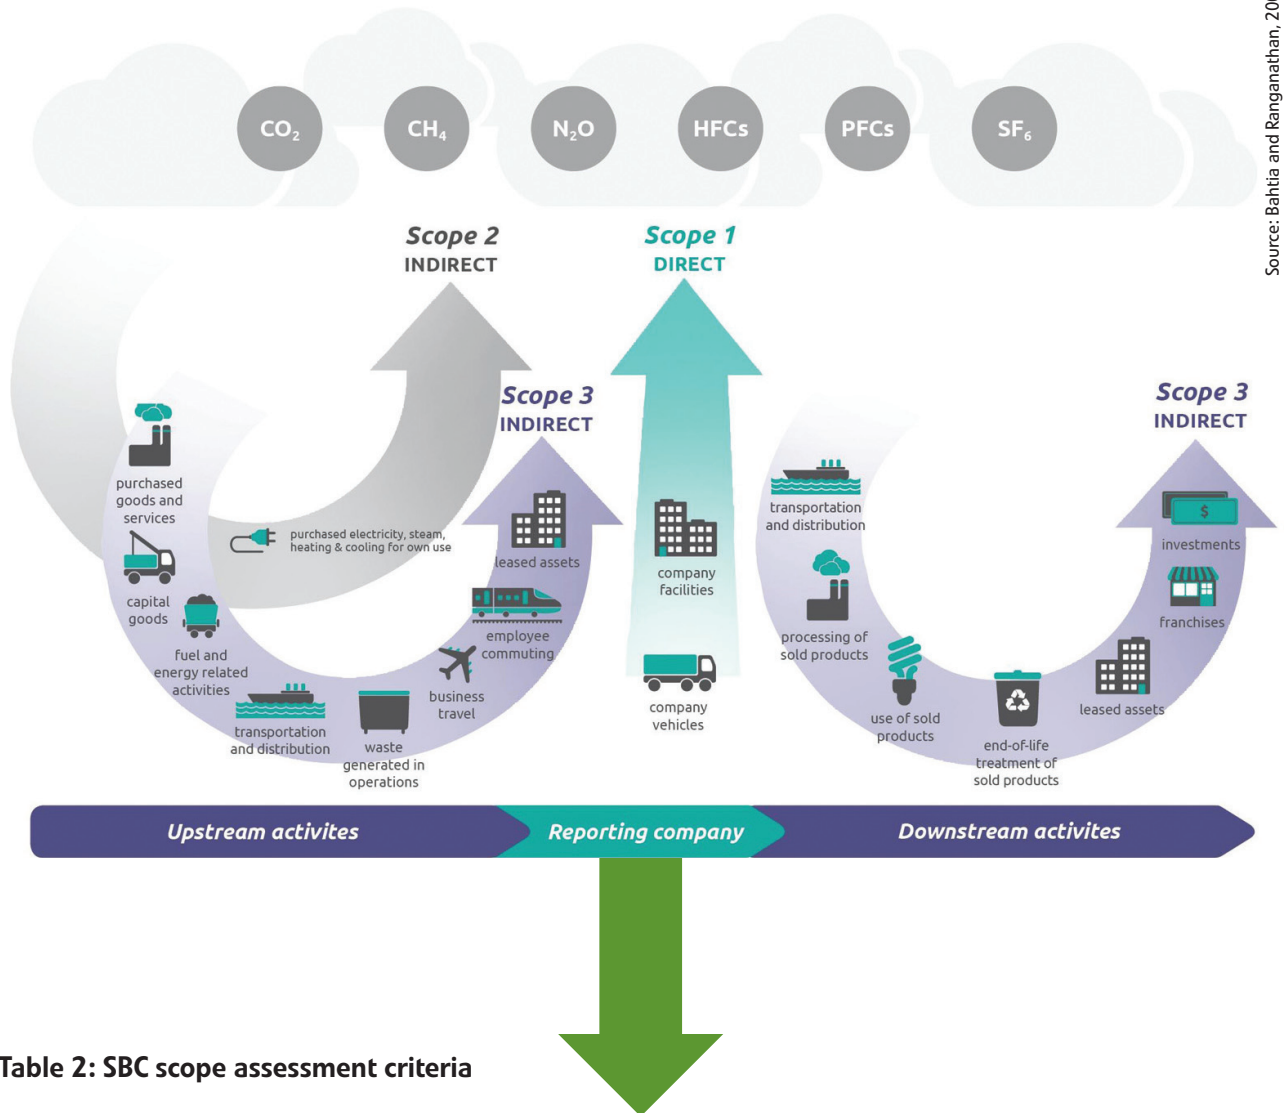 Source: Bahtia and Ranganathan,
CO₂
CH₄
N₂O
HFCs
PFCs
SF₆
Scope 2
INDIRECT
Scope 1
DIRECT
Scope 3
INDIRECT
Scope 3
INDIRECT
purchased
goods and
services
capital
goods
fuel and
energy related
activities
transportation
and distribution
waste
generated in
operations
business
travel
employee
commuting
leased assets
purchased electricity, steam,
heating & cooling for own use
company
facilities
company
vehicles
transportation
and distribution
processing of
sold products
use of sold
products
end-of-life
treatment of
sold products
leased assets
franchises
$
investments
Upstream activites
Reporting company
Downstream activites
Table 2: SBC scope assessment criteria